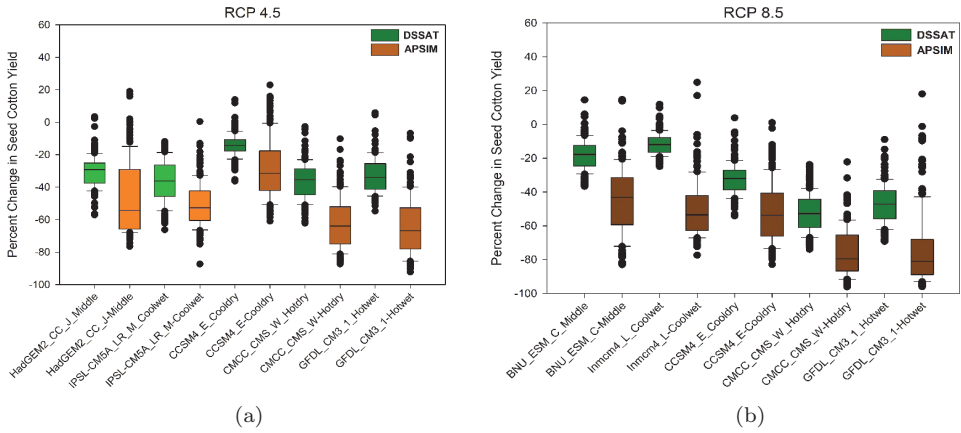 RCP 4.5
Percent Change in Seed Cotton Yield
60
40
20
0
-20
-40
-60
-80
-100
DSSAT
APSIM
HadGEM2_CC_J_Middle
HadGEM2_CC_J-Middle
IPSL-CM5A_LR_M_Coolwet
IPSL-CM5A_LR_M-Coolwet
CCSM4_E_Cooldry
CCSM4_E-Cooldry
CMCC_CMS_W_Hotdry
CMCC_CMS_W-Hotdry
GFDL_CM3_1_Hotwet
GFDL_CM3_1-Hotwet
(a)
RCP 8.5
Percent Change in Seed Cotton Yield
60
40
20
0
-20
-40
-60
-80
-100
DSSAT
APSIM
BNU_ESM_C_Middle
BNU_ESM_C-Middle
Inmcm4_L_Coolwet
Inmcm4_L-Coolwet
CCSM4_E_Cooldry
CCSM4_E-Cooldry
CMCC_CMS_W_Hotdry
CMCC_CMS_W-Hotdry
GFDL_CM3_1_Hotwet
GFDL_CM3_1-Hotwet
(b)